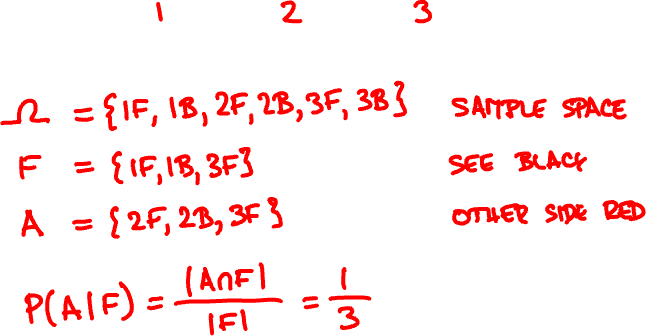 1 2 3
Ω = {1F, 1B, 2F, 2B, 3F, 3B} SAMPLE SPACE
F = {1F, 1B, 3F} SEE BLACK
A = {2F, 2B, 3F} OTHER SIDE RED
P(A|F) = |A∩F| / |F| = 1/3